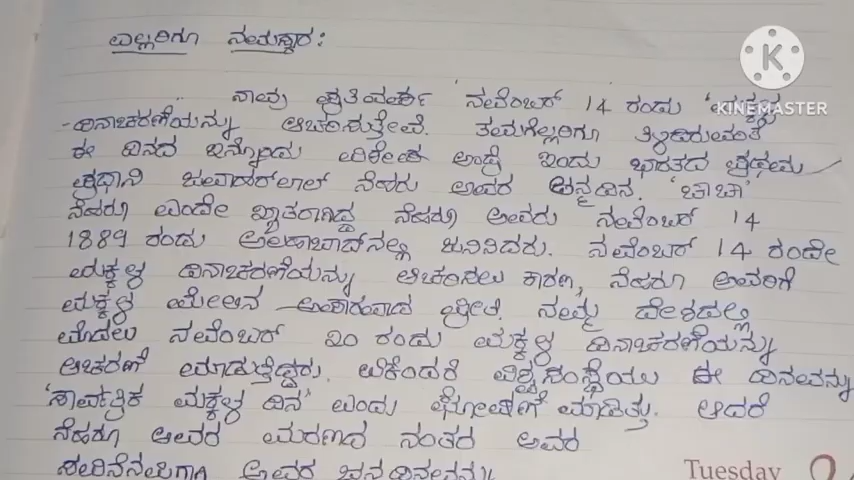 ಎಲ್ಲರಿಗೂ ನಮಸ್ಕಾರ:
K
KINEMASTER
ನಾವು ಪ್ರತಿವರ್ಷ ನವೆಂಬರ್ 14 ರಂದು 'ಮಕ್ಕಳ
ದಿನಾಚರಣೆಯನ್ನು ಆಚರಿಸುತ್ತೇವೆ. ತಮಗೆಲ್ಲರಿಗೂ ತಿಳಿದಿರುವಂತೆ
ಈ ದಿನದ ಇನ್ನೊಂದು ವಿಶೇಷ ಅಂದ್ರೆ ಇಂದು ಭಾರತದ ಪ್ರಥಮ
ಪ್ರಧಾನಿ ಜವಾಹರ್‌ಲಾಲ್ ನೆಹರು ಅವರ ಜನ್ಮದಿನ. 'ಚಾಚಾ'
ನೆಹರೂ ಎಂದೇ ಖ್ಯಾತರಾಗಿದ್ದ ನೆಹರೂ ಅವರು ನವೆಂಬರ್ 14
1889 ರಂದು ಅಲಹಾಬಾದ್‌ನಲ್ಲಿ ಜನಿಸಿದರು. ನವೆಂಬರ್ 14 ರಂದೇ
ಮಕ್ಕಳ ದಿನಾಚರಣೆಯನ್ನು ಆಚರಿಸಲು ಕಾರಣ, ನೆಹರೂ ಅವರಿಗೆ
ಮಕ್ಕಳ ಮೇಲಿನ ಅಪಾರವಾದ ಪ್ರೀತಿ. ನಮ್ಮ ದೇಶದಲ್ಲಿ
ಮೊದಲು ನವೆಂಬರ್ 20 ರಂದು ಮಕ್ಕಳ ದಿನಾಚರಣೆಯನ್ನು
ಆಚರಣೆ ಮಾಡುತ್ತಿದ್ದರು. ಏಕೆಂದರೆ ವಿಶ್ವಸಂಸ್ಥೆಯು ಈ ದಿನವನ್ನು
'ಸಾರ್ವತ್ರಿಕ ಮಕ್ಕಳ ದಿನ' ಎಂದು ಘೋಷಣೆ ಮಾಡಿತ್ತು. ಆದರೆ
ನೆಹರೂ ಅವರ ಮರಣದ ನಂತರ ಅವರ
ಅವರ
Tuesday